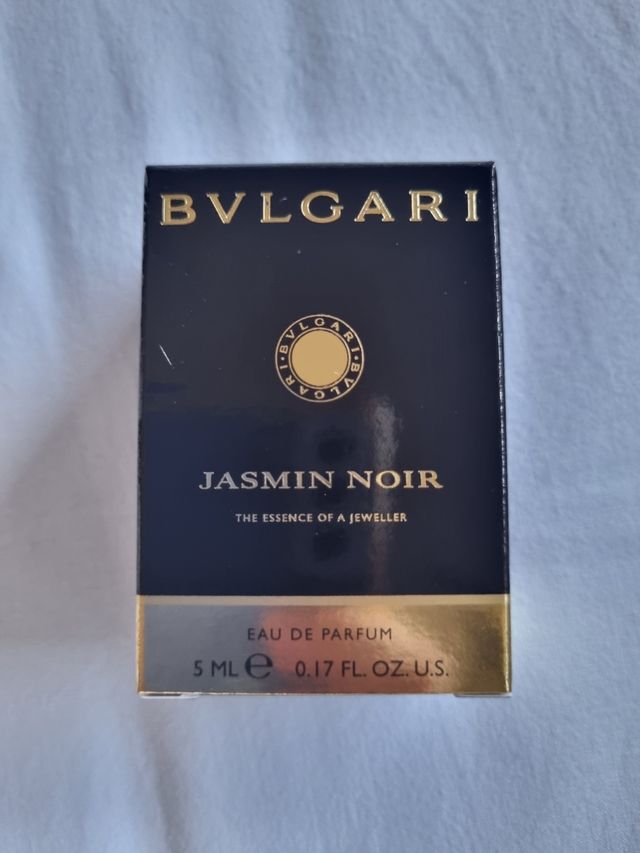 BVLGARI
BVLGARI · BVLGARI ·
JASMIN NOIR
THE ESSENCE OF A JEWELLER
EAU DE PARFUM
5 ML ℮ 0.17 FL. OZ. U.S.